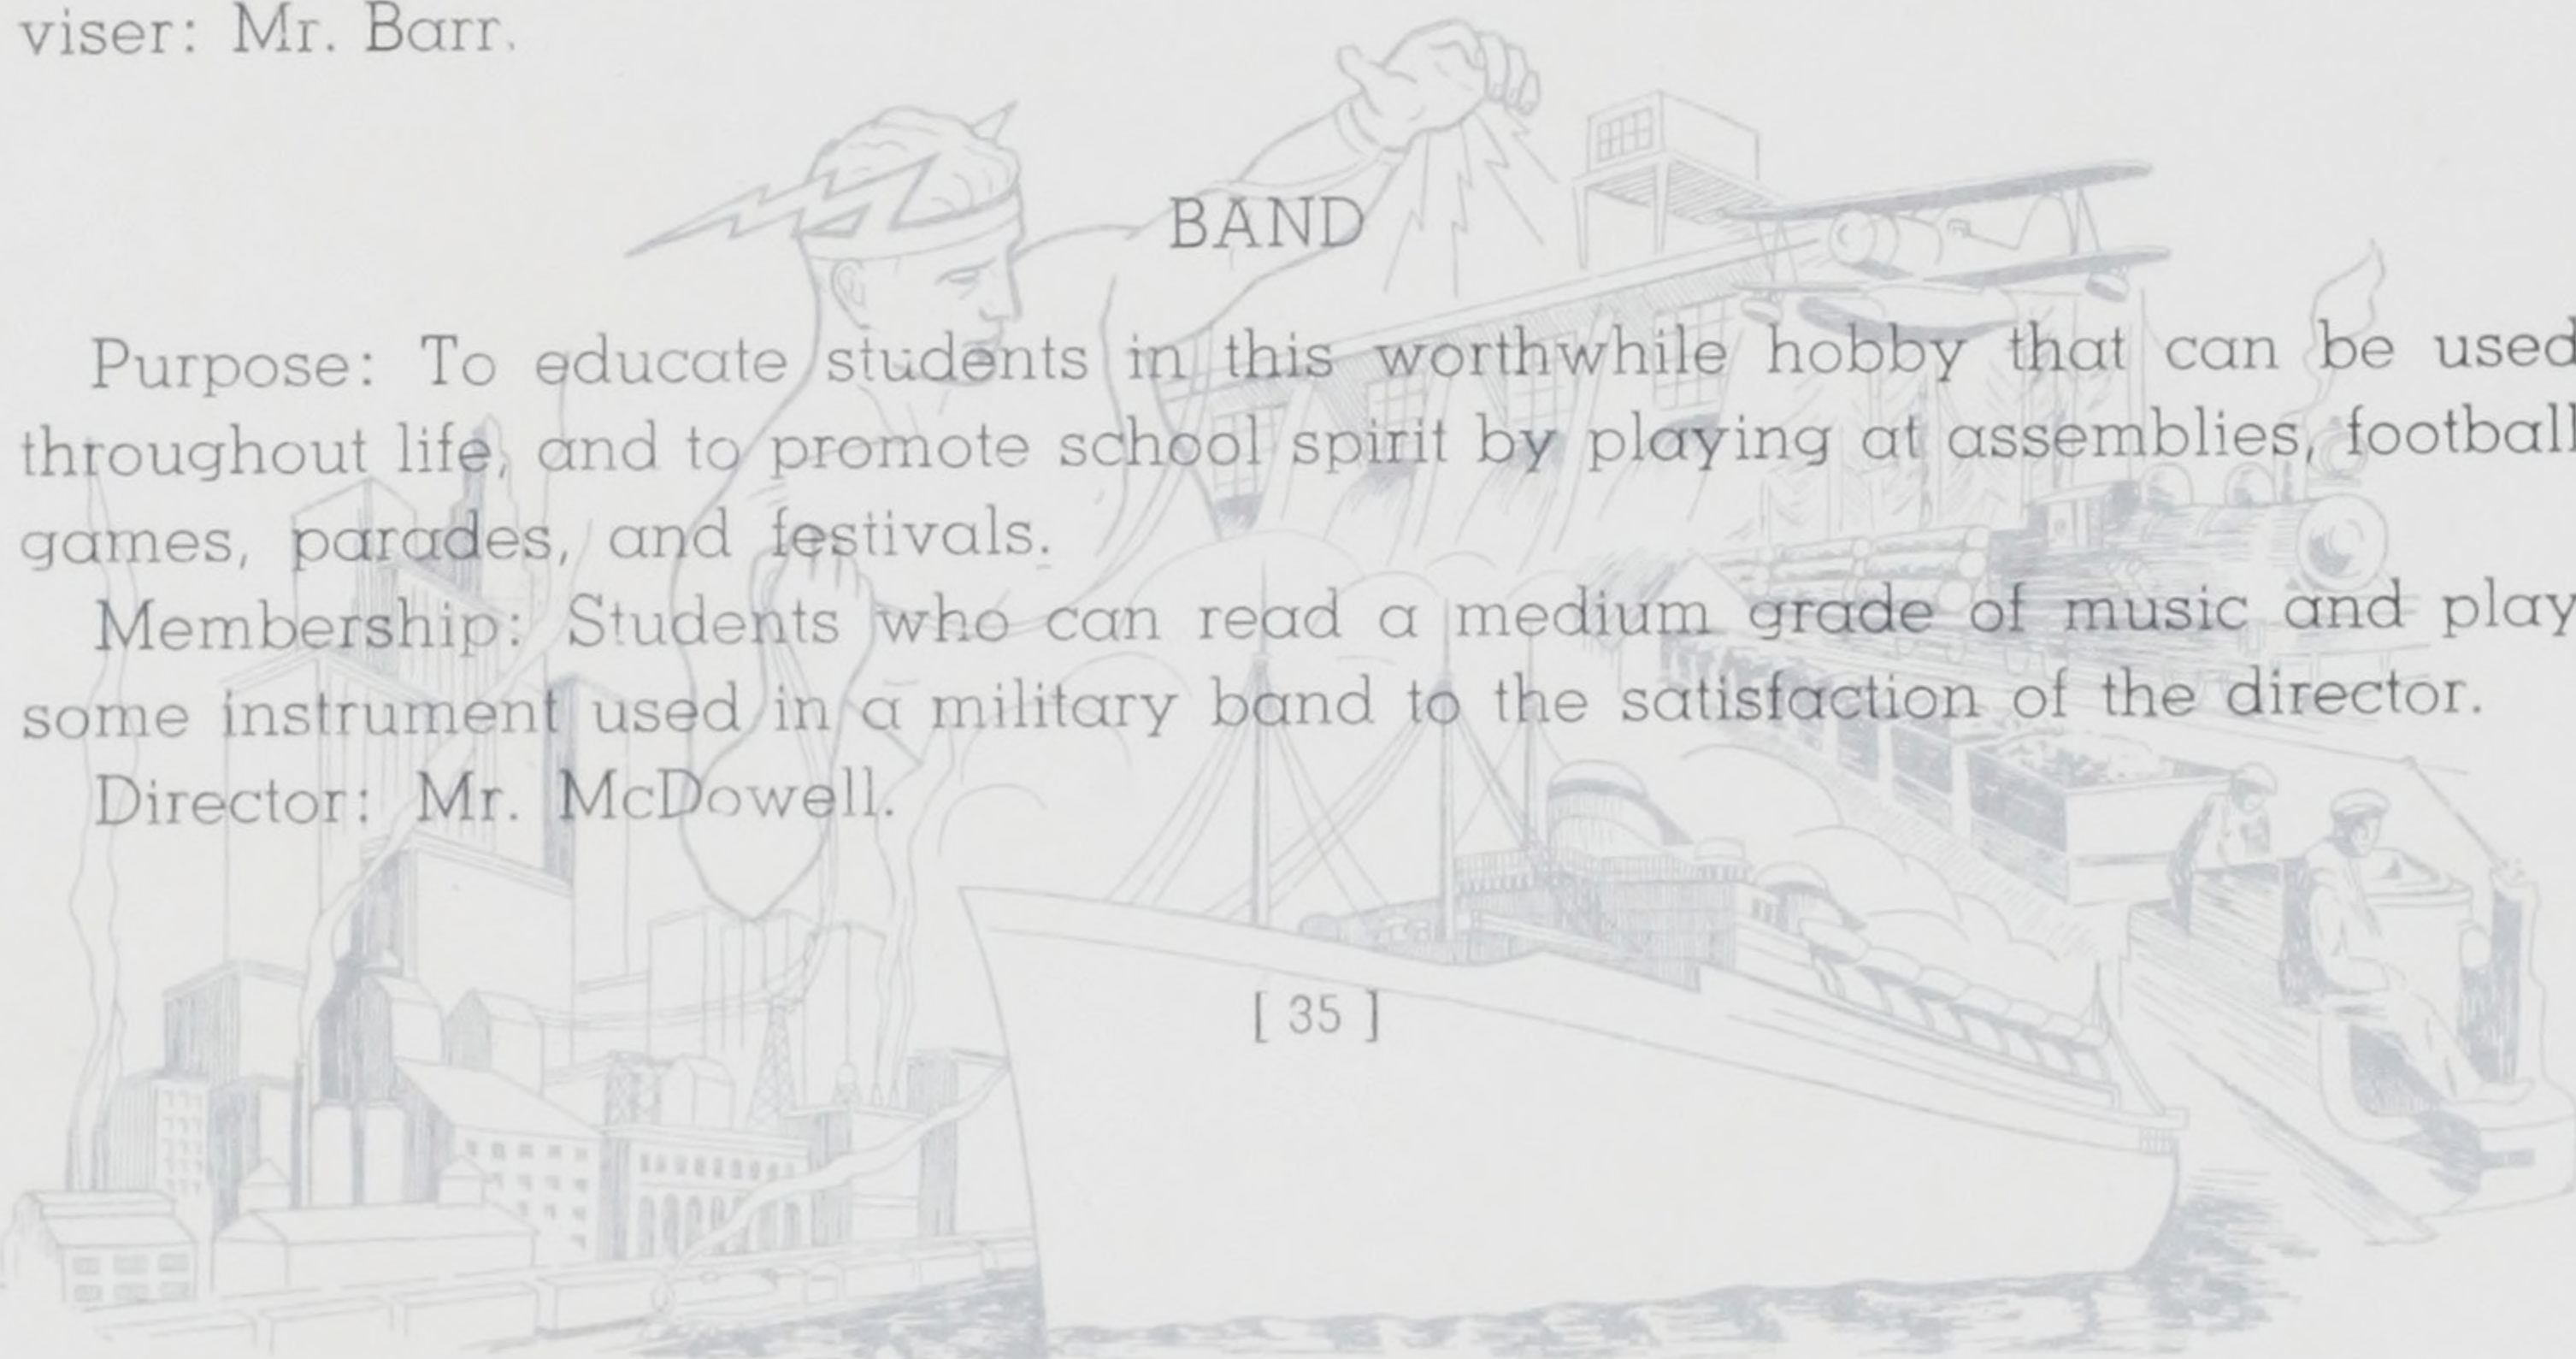 viser: Mr. Barr.
BAND
Purpose: To educate students in this worthwhile hobby that can be used
throughout life, and to promote school spirit by playing at assemblies, football
games, parades, and festivals.
Membership: Students who can read a medium grade of music and play
some instrument used in a military band to the satisfaction of the director.
Director: Mr. McDowell.
[ 35 ]